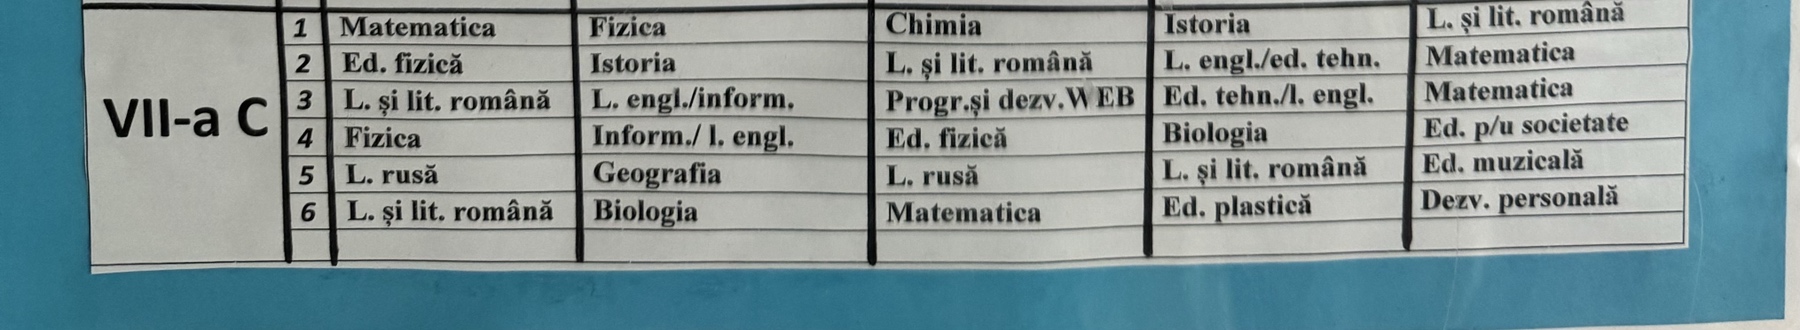 VII-a C
1 Matematica Fizica Chimia Istoria L. și lit. română
2 Ed. fizică Istoria L. și lit. română L. engl./ed. tehn. Matematica
3 L. și lit. română L. engl./inform. Progr.și dezv.WEB Ed. tehn./l. engl. Matematica
4 Fizica Inform./ l. engl. Ed. fizică Biologia Ed. p/u societate
5 L. rusă Geografia L. rusă L. și lit. română Ed. muzicală
6 L. și lit. română Biologia Matematica Ed. plastică Dezv. personală